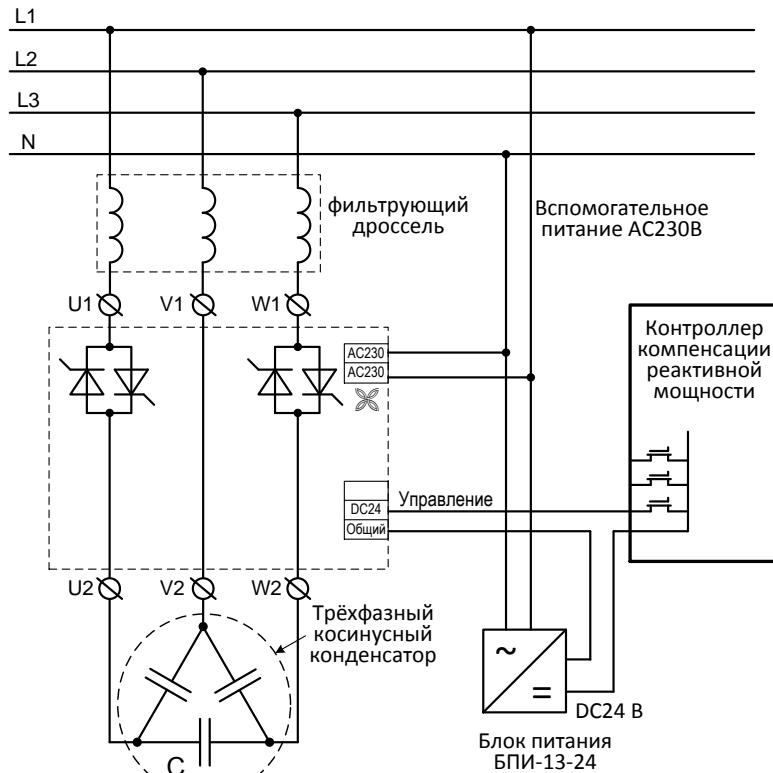 L1
L2
L3
N
фильтрующий
дроссель
Вспомогательное
питание AC230В
U1
V1
W1
AC230
AC230
Контроллер
компенсации
реактивной
мощности
DC24
Общий
Управление
U2
V2
W2
Трёхфазный
косинусный
конденсатор
C
~
=
DC24 В
Блок питания
БПИ-13-24